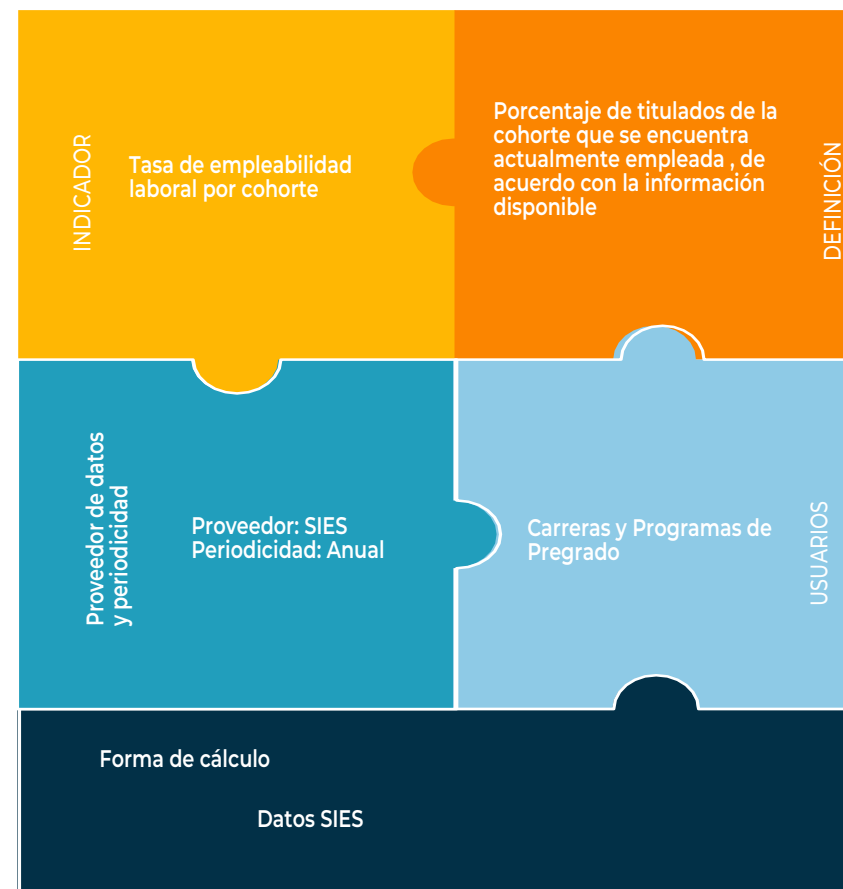 INDICADOR
Tasa de empleabilidad
laboral por cohorte
Porcentaje de titulados de la
cohorte que se encuentra
actualmente empleada , de
acuerdo con la información
disponible
DEFINICIÓN
Proveedor de datos
y periodicidad
Proveedor: SIES
Periodicidad: Anual
Carreras y Programas de
Pregrado
USUARIOS
Forma de cálculo
Datos SIES